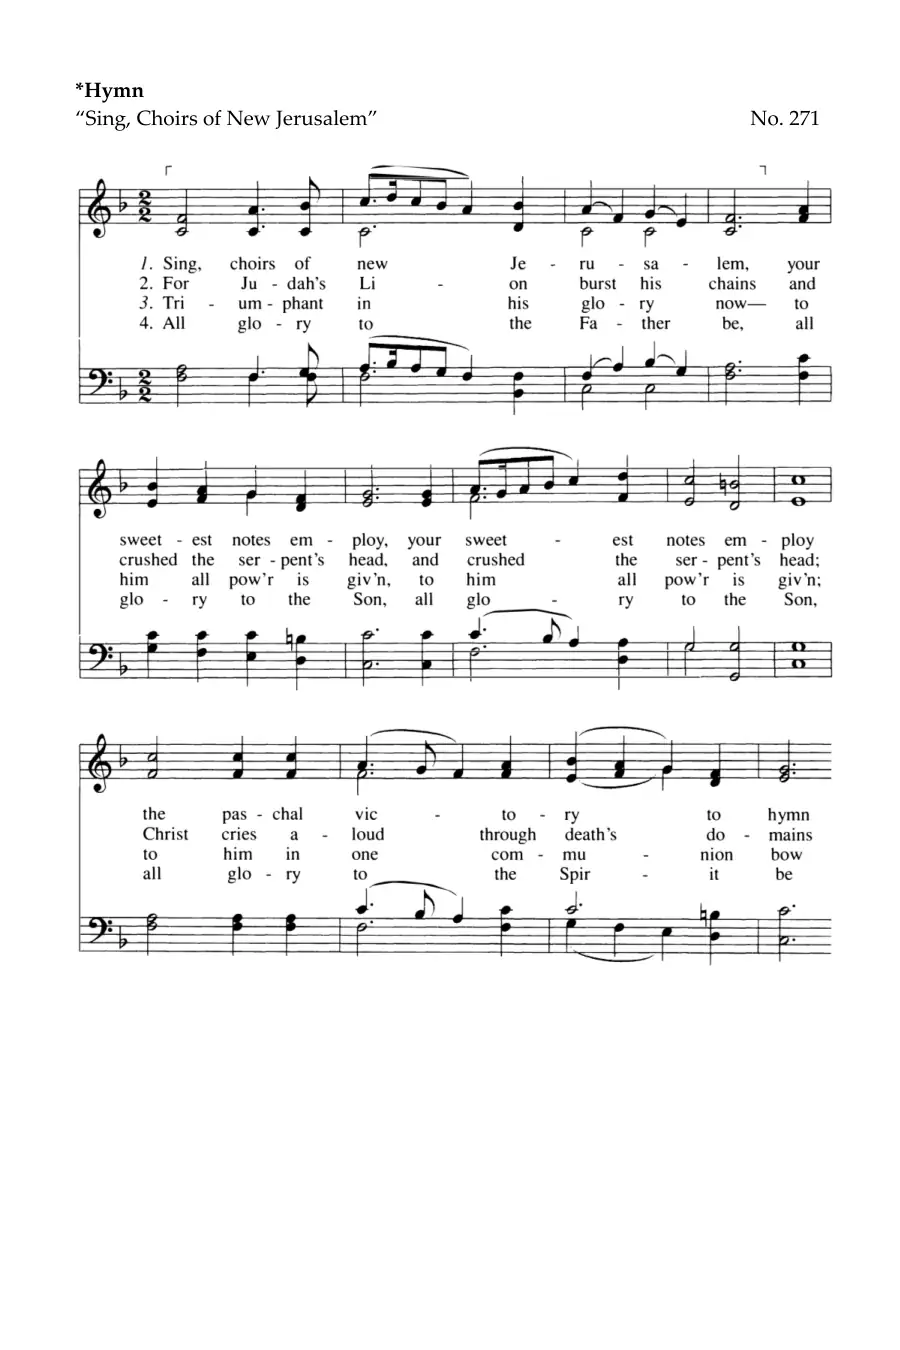 *Hymn
“Sing, Choirs of New Jerusalem” No. 271
1. Sing, choirs of new Je - ru - sa - lem, your
2. For Ju - dah's Li - on burst his chains and
3. Tri - um - phant in his glo - ry now— to
4. All glo - ry to the Fa - ther be, all
sweet - est notes em - ploy, your sweet - est notes em - ploy
crushed the ser - pent's head, and crushed the ser - pent's head;
him all pow'r is giv'n, to him all pow'r is giv'n;
glo - ry to the Son, all glo - ry to the Son,
the pas - chal vic - to - ry to hymn
Christ cries a - loud through death's do - mains
to him in one com - mu - nion bow
all glo - ry to the Spir - it be